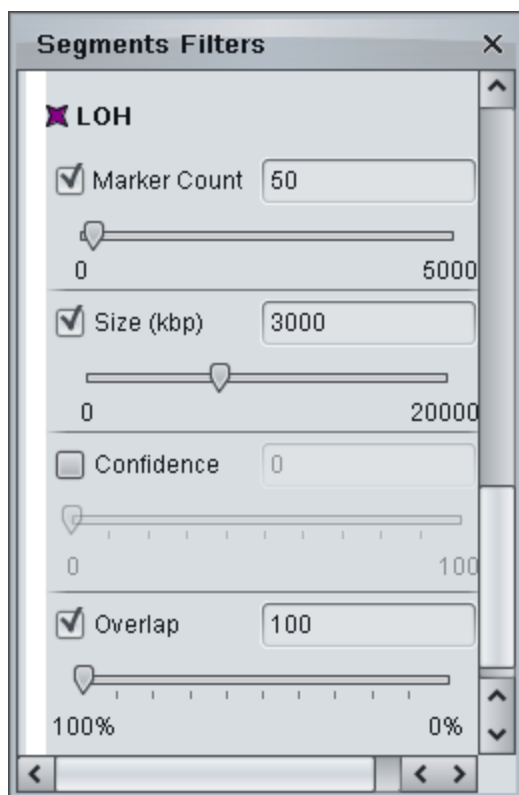 Segments Filters
LOH
Marker Count 50
0 5000
Size (kbp) 3000
0 20000
Confidence 0
0 100
Overlap 100
100% 0%